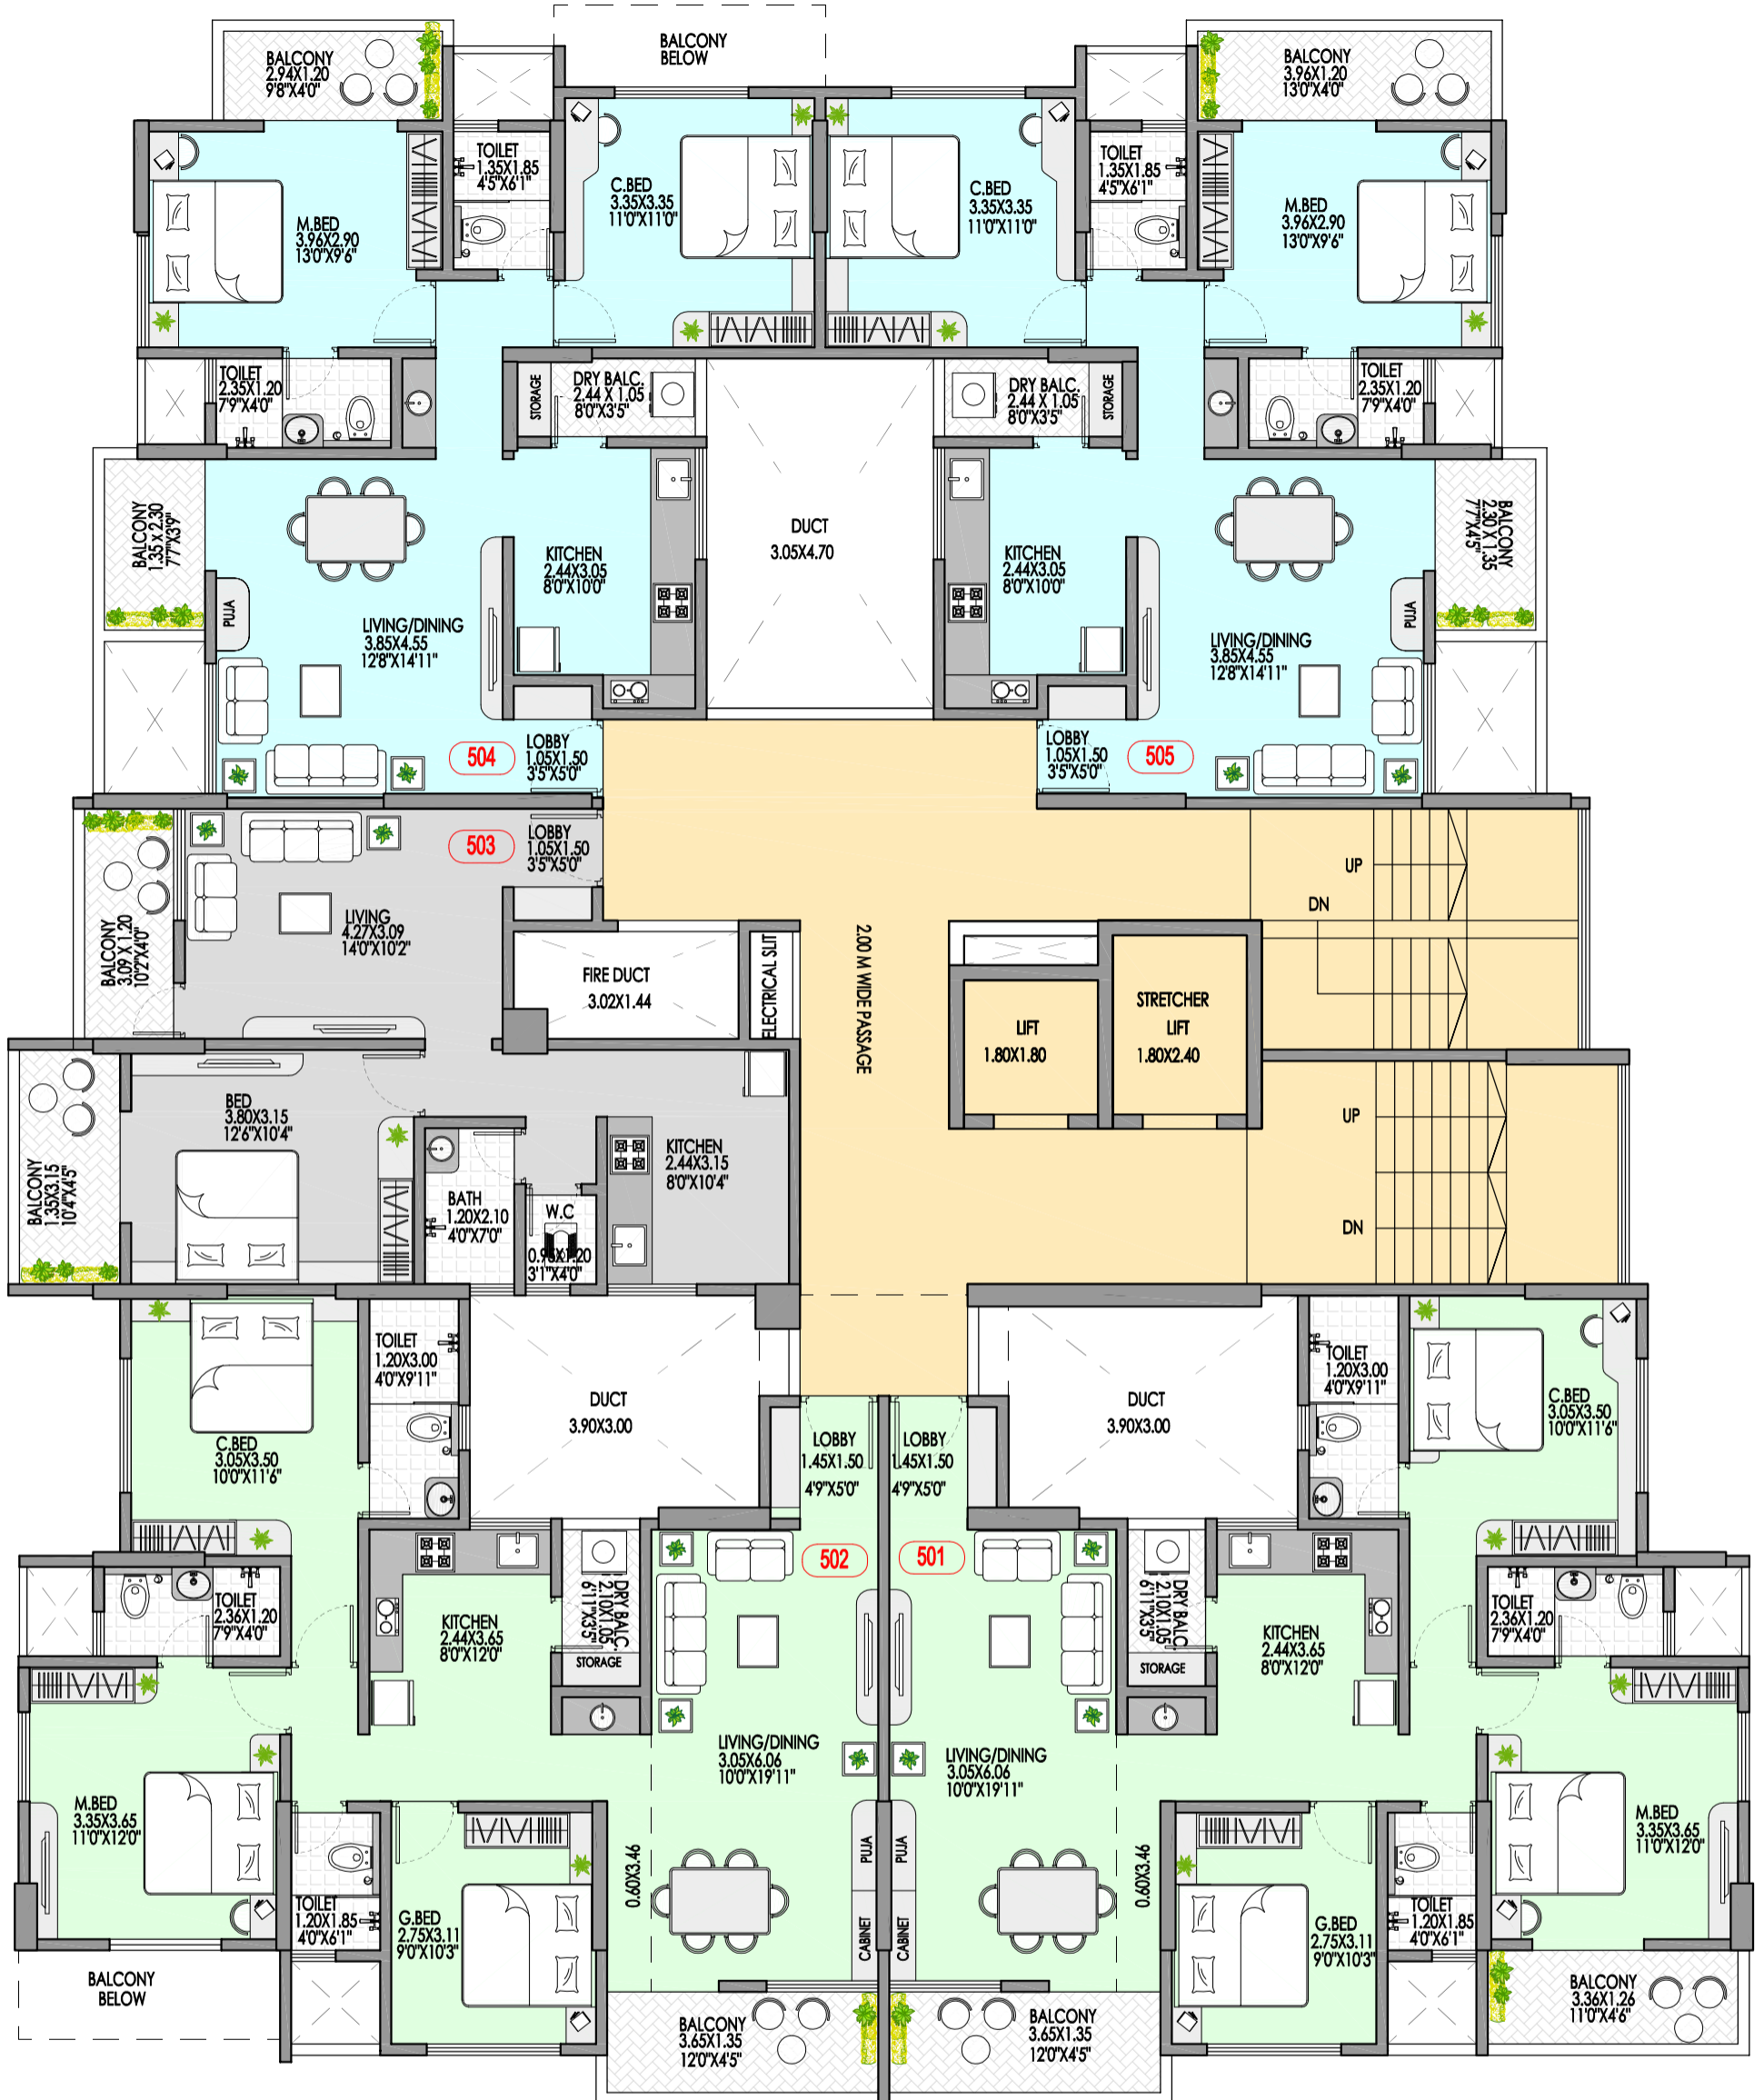 BALCONY
2.94X1.20
9'8"X4'0"
BALCONY
BELOW
BALCONY
3.96X1.20
13'0"X4'0"
TOILET
1.35X1.85
4'5"X6'1"
C.BED
3.35X3.35
11'0"X11'0"
C.BED
3.35X3.35
11'0"X11'0"
TOILET
1.35X1.85
4'5"X6'1"
M.BED
3.96X2.90
13'0"X9'6"
M.BED
3.96X2.90
13'0"X9'6"
TOILET
2.35X1.20
7'9"X4'0"
STORAGE
DRY BALC.
2.44 X 1.05
8'0"X3'5"
DRY BALC.
2.44 X 1.05
8'0"X3'5"
STORAGE
TOILET
2.35X1.20
7'9"X4'0"
BALCONY
1.35 x 2.30
7'7"X3'9"
PUJA
KITCHEN
2.44X3.05
8'0"X10'0"
DUCT
3.05X4.70
KITCHEN
2.44X3.05
8'0"X10'0"
BALCONY
2.30 X 1.35
7'7"X4'5"
PUJA
LIVING/DINING
3.85X4.55
12'8"X14'11"
LIVING/DINING
3.85X4.55
12'8"X14'11"
504
LOBBY
1.05X1.50
3'5"X5'0"
LOBBY
1.05X1.50
3'5"X5'0"
505
503
LOBBY
1.05X1.50
3'5"X5'0"
BALCONY
3.09 X 1.20
10'2"X4'0"
LIVING
4.27X3.09
14'0"X10'2"
FIRE DUCT
3.02X1.44
ELECTRICAL SLIT
2.00 M WIDE PASSAGE
LIFT
1.80X1.80
STRETCHER
LIFT
1.80X2.40
UP
DN
UP
DN
BALCONY
1.35X3.15
10'4"X4'5"
BED
3.80X3.15
12'6"X10'4"
BATH
1.20X2.10
4'0"X7'0"
W.C
0.95X1.20
3'1"X4'0"
KITCHEN
2.44X3.15
8'0"X10'4"
TOILET
1.20X3.00
4'0"X9'11"
C.BED
3.05X3.50
10'0"X11'6"
DUCT
3.90X3.00
LOBBY
1.45X1.50
4'9"X5'0"
LOBBY
1.45X1.50
4'9"X5'0"
DUCT
3.90X3.00
TOILET
1.20X3.00
4'0"X9'11"
C.BED
3.05X3.50
10'0"X11'6"
502
501
TOILET
2.36X1.20
7'9"X4'0"
KITCHEN
2.44X3.65
8'0"X12'0"
DRY BALC.
2.10X1.05
6'11"X3'5"
STORAGE
DRY BALC.
2.10X1.05
6'11"X3'5"
STORAGE
KITCHEN
2.44X3.65
8'0"X12'0"
TOILET
2.36X1.20
7'9"X4'0"
LIVING/DINING
3.05X6.06
10'0"X19'11"
LIVING/DINING
3.05X6.06
10'0"X19'11"
M.BED
3.35X3.65
11'0"X12'0"
M.BED
3.35X3.65
11'0"X12'0"
0.60X3.46
PUJA
CABINET
PUJA
CABINET
0.60X3.46
TOILET
1.20X1.85
4'0"X6'1"
G.BED
2.75X3.11
9'0"X10'3"
G.BED
2.75X3.11
9'0"X10'3"
TOILET
1.20X1.85
4'0"X6'1"
BALCONY
BELOW
BALCONY
3.65X1.35
12'0"X4'5"
BALCONY
3.65X1.35
12'0"X4'5"
BALCONY
3.36X1.26
11'0"X4'6"